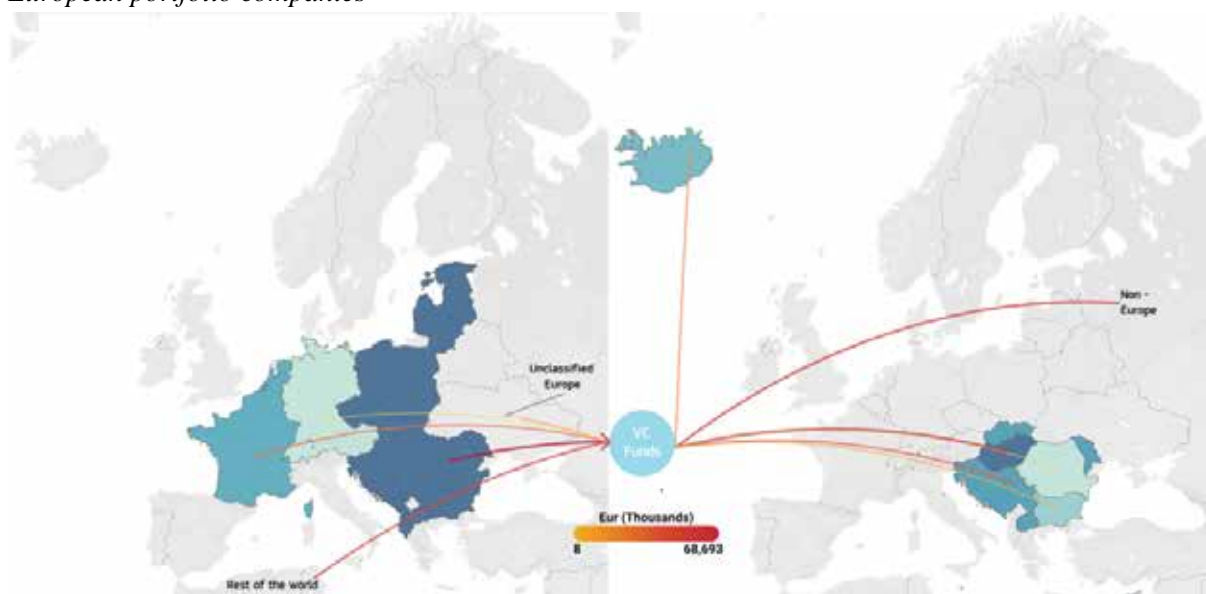 European portfolio companies
Unclassified
Europe
Rest of the world
VC
Funds
Eur (Thousands)
8
68,693
Non -
Europe